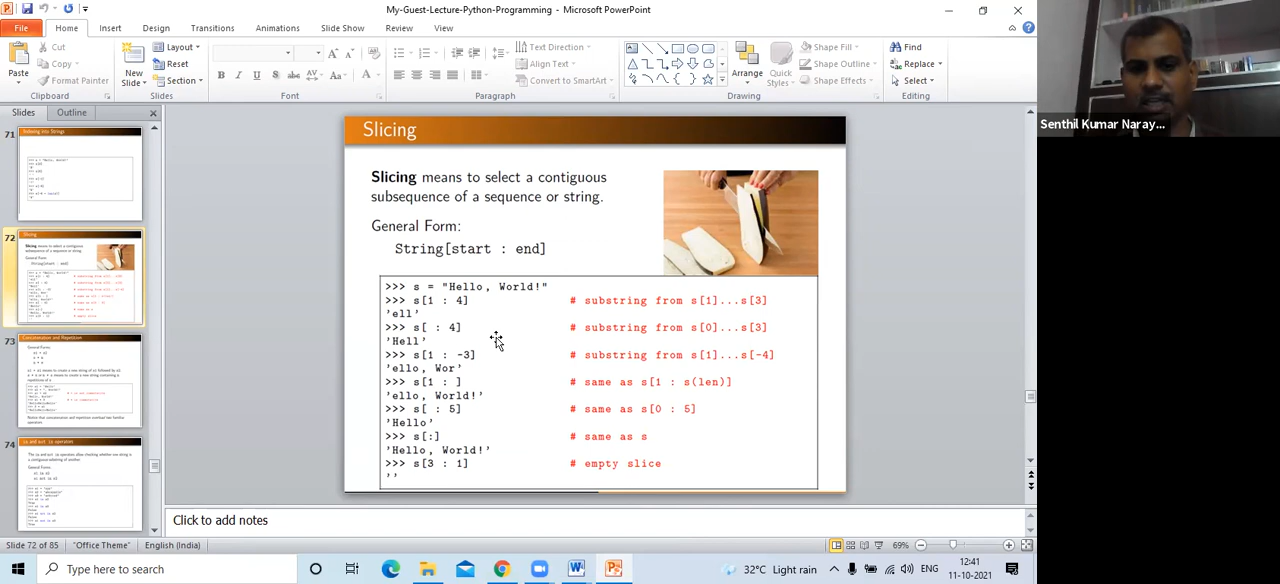 My-Guest-Lecture-Python-Programming - Microsoft PowerPoint
File Home Insert Design Transitions Animations Slide Show Review View
Cut
Copy
Format Painter
Paste
Clipboard
New
Slide
Layout
Reset
Section
Slides
Font
Text Direction
Align Text
Convert to SmartArt
Paragraph
Arrange
Quick
Styles
Shape Fill
Shape Outline
Shape Effects
Drawing
Find
Replace
Select
Editing
Senthil Kumar Naray...
Slides Outline
71
72
73
74
Slicing
Slicing means to select a contiguous
subsequence of a sequence or string.
General Form:
String[start : end]
>>> s = "Hello, World!"
>>> s[1 : 4] # substring from s[1]...s[3]
'ell'
>>> s[ : 4] # substring from s[0]...s[3]
'Hell'
>>> s[1 : -3] # substring from s[1]...s[-4]
'ello, Wor'
>>> s[1 : ] # same as s[1 : s(len)]
'ello, World!'
>>> s[ : 5] # same as s[0 : 5]
'Hello'
>>> s[:] # same as s
'Hello, World!'
>>> s[3 : 1] # empty slice
''
Click to add notes
Slide 72 of 85 "Office Theme" English (India) 69%
Type here to search
32°C Light rain
ENG
12:41
11-10-2021